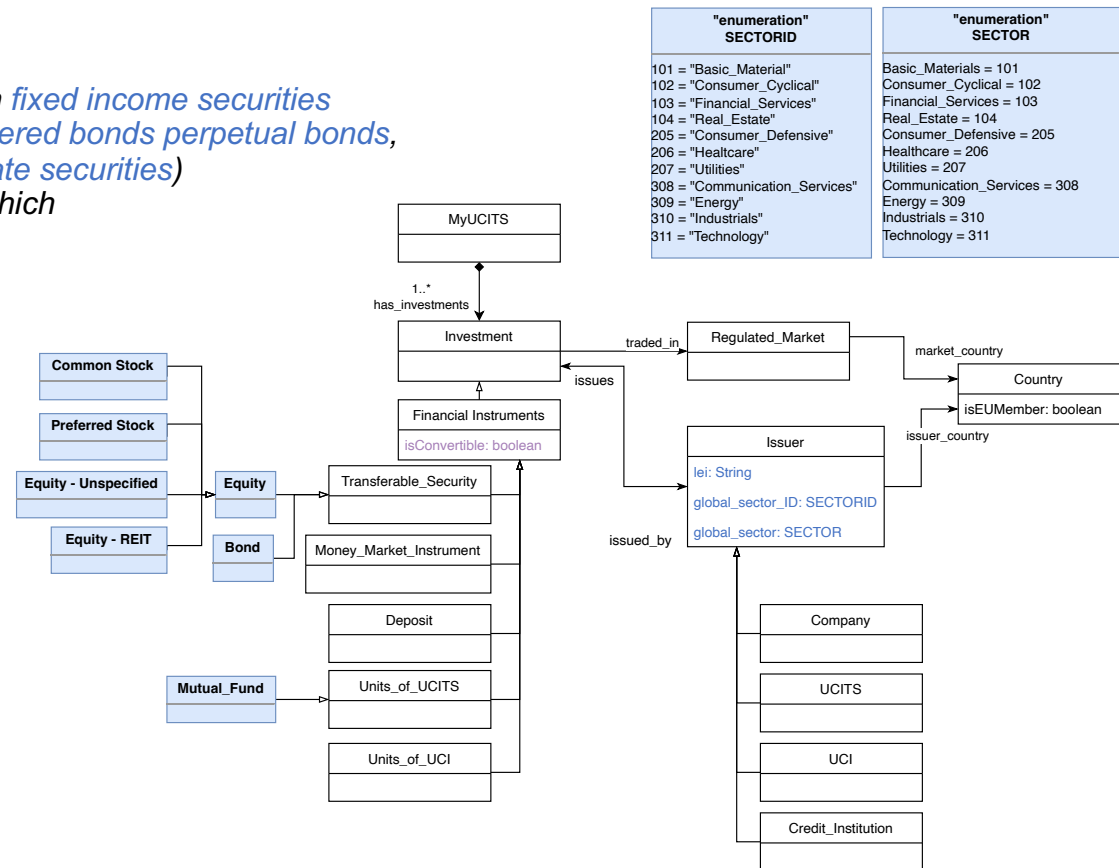 fixed income securities
ered bonds perpetual bonds,
ate securities)
hich
"enumeration"
SECTORID
101 = "Basic_Material"
102 = "Consumer_Cyclical"
103 = "Financial_Services"
104 = "Real_Estate"
205 = "Consumer_Defensive"
206 = "Healtcare"
207 = "Utilities"
308 = "Communication_Services"
309 = "Energy"
310 = "Industrials"
311 = "Technology"
"enumeration"
SECTOR
Basic_Materials = 101
Consumer_Cyclical = 102
Financial_Services = 103
Real_Estate = 104
Consumer_Defensive = 205
Healthcare = 206
Utilities = 207
Communication_Services = 308
Energy = 309
Industrials = 310
Technology = 311
MyUCITS
1..*
has_investments
Investment
traded_in
Regulated_Market
market_country
Country
isEUMember: boolean
issues
issuer_country
Common Stock
Preferred Stock
Equity - Unspecified
Equity - REIT
Equity
Bond
Financial Instruments
isConvertible: boolean
Transferable_Security
Money_Market_Instrument
Deposit
Mutual_Fund
Units_of_UCITS
Units_of_UCI
Issuer
lei: String
global_sector_ID: SECTORID
global_sector: SECTOR
issued_by
Company
UCITS
UCI
Credit_Institution